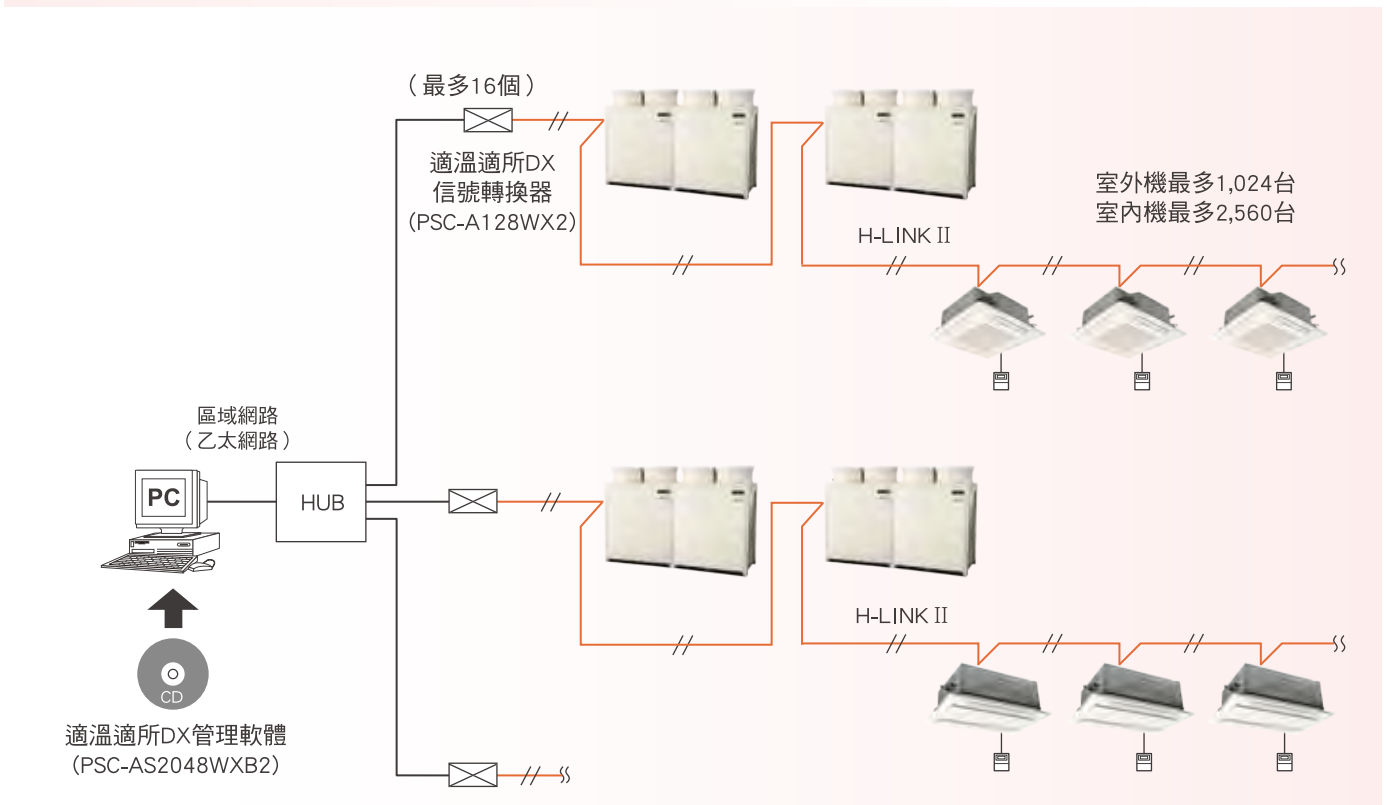 （最多16個）
適溫適所DX
信號轉換器
(PSC-A128WX2)
室外機最多1,024台
室內機最多2,560台
H-LINK II
區域網路
（乙太網路）
PC
HUB
H-LINK II
CD
適溫適所DX管理軟體
(PSC-AS2048WXB2)